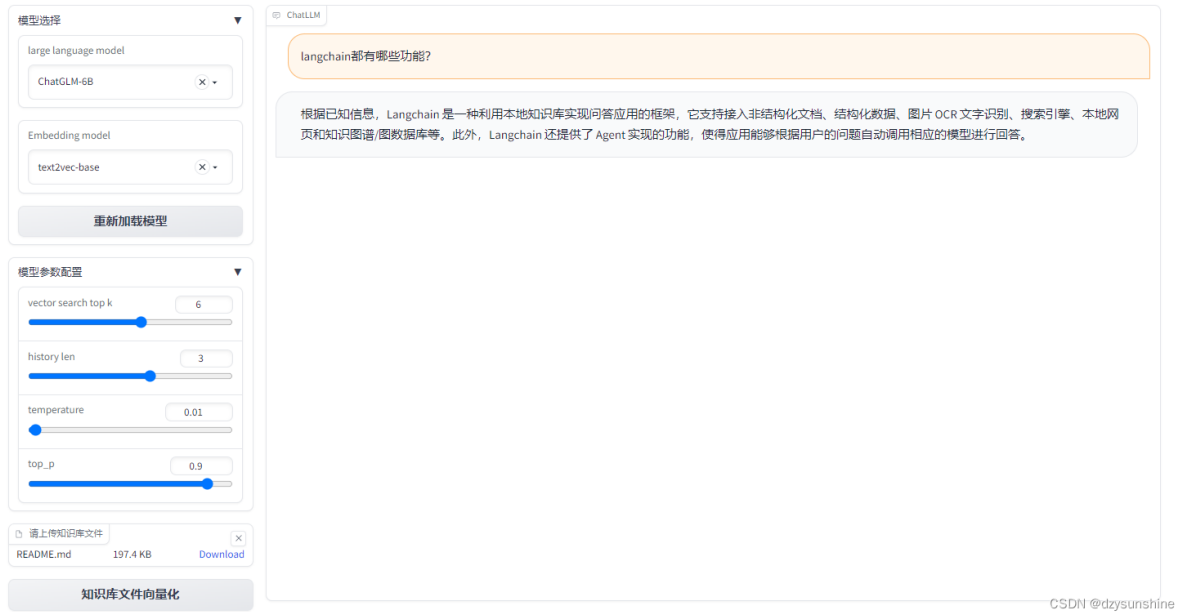 模型选择 ▼
large language model
ChatGLM-6B
Embedding model
text2vec-base
重新加载模型
模型参数配置 ▼
vector search top k 6
history len 3
temperature 0.01
top_p 0.9
请上传知识库文件
README.md 197.4 KB Download
知识库文件向量化
ChatLLM
langchain都有哪些功能?
根据已知信息，Langchain 是一种利用本地知识库实现问答应用的框架，它支持接入非结构化文档、结构化数据、图片 OCR 文字识别、搜索引擎、本地网
页和知识图谱/图数据库等。此外，Langchain 还提供了 Agent 实现的功能，使得应用能够根据用户的问题自动调用相应的模型进行回答。
CSDN @dzysunshine